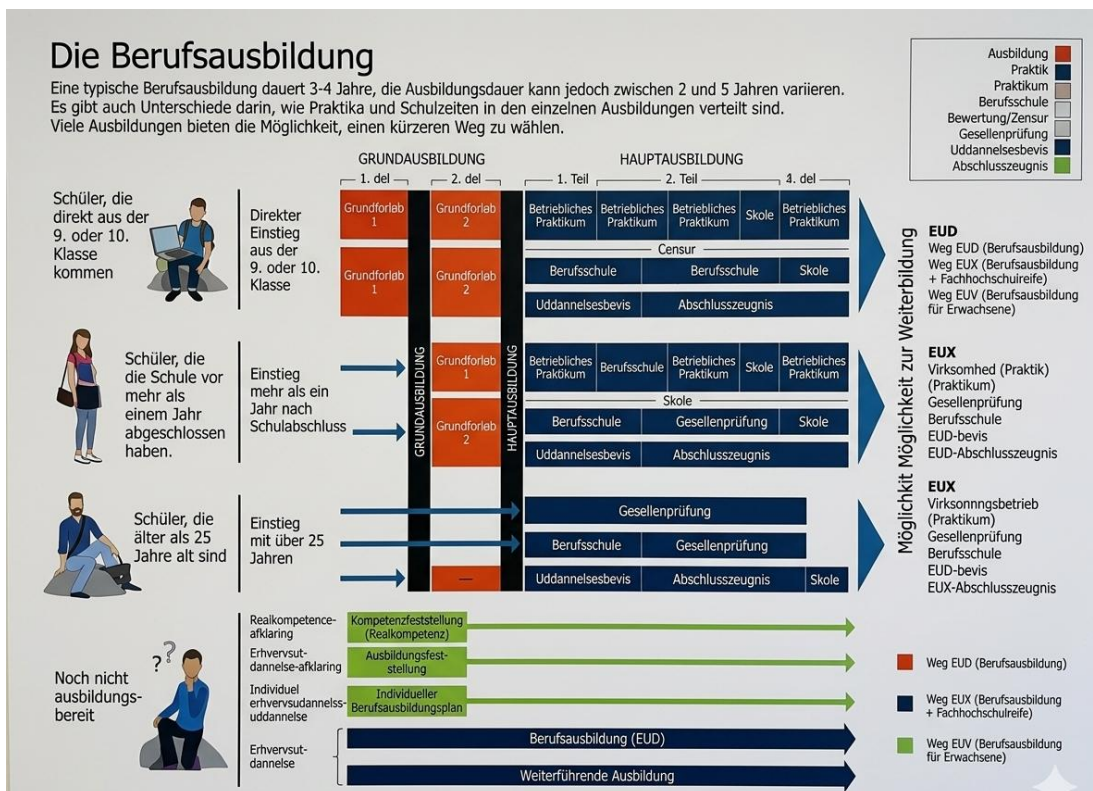 Die Berufsausbildung
Eine typische Berufsausbildung dauert 3-4 Jahre, die Ausbildungsdauer kann jedoch zwischen 2 und 5 Jahren variieren.
Es gibt auch Unterschiede darin, wie Praktika und Schulzeiten in den einzelnen Ausbildungen verteilt sind.
Viele Ausbildungen bieten die Möglichkeit, einen kürzeren Weg zu wählen.
Ausbildung
Praktik
Praktikum
Berufsschule
Bewertung/Zensur
Gesellenprüfung
Uddannelsesbevis
Abschlusszeugnis
GRUNDAUSBILDUNG
HAUPTAUSBILDUNG
1. del
2. del
1. Teil
2. Teil
4. del
Schüler, die
direkt aus der
9. oder 10.
Klasse
kommen
Direkter
Einstieg
aus der
9. oder 10.
Klasse
Grundforløb
1
Grundforløb
2
Betriebliches
Praktikum
Betriebliches
Praktikum
Betriebliches
Praktikum
Skole
Betriebliches
Praktikum
Censur
Grundforløb
1
Grundforløb
2
Berufsschule
Berufsschule
Skole
Uddannelsesbevis
Abschlusszeugnis
GRUNDAUSBILDUNG
HAUPTAUSBILDUNG
Schüler, die
die Schule vor
mehr als
einem Jahr
abgeschlossen
haben.
Einstieg
mehr als ein
Jahr nach
Schulabschluss
Grundforløb
1
Betriebliches
Praktökum
Berufsschule
Betriebliches
Praktikum
Skole
Betriebliches
Praktikum
Skole
Grundforløb
2
Berufsschule
Gesellenprüfung
Skole
Uddannelsesbevis
Abschlusszeugnis
Schüler, die
älter als 25
Jahre alt sind
Einstieg
mit über 25
Jahren
Gesellenprüfung
Berufsschule
Gesellenprüfung
Uddannelsesbevis
Abschlusszeugnis
Skole
Möglichkit Möglichkeit zur Weiterbildung
EUD
Weg EUD (Berufsausbildung)
Weg EUX (Berufsausbildung
+ Fachhochschulreife)
Weg EUV (Berufsausbildung
für Erwachsene)
EUX
Virksomhed (Praktik)
(Praktikum)
Gesellenprüfung
Berufsschule
EUD-bevis
EUD-Abschlusszeugnis
EUX
Virksonnngsbetrieb
(Praktikum)
Gesellenprüfung
Berufsschule
EUD-bevis
EUX-Abschlusszeugnis
Noch nicht
ausbildungs-
bereit
??
Realkompetence-
afklaring
Kompetenzfeststellung
(Realkompetenz)
Erhvervsut-
dannelse-afklaring
Ausbildungsfest-
stellung
Individuel
erhvervsudannelss-
uddannelse
Individueller
Berufsausbildungsplan
Erhvervsut-
dannelse
Berufsausbildung (EUD)
Weiterführende Ausbildung
Weg EUD (Berufsausbildung)
Weg EUX (Berufsausbildung
+ Fachhochschulreife)
Weg EUV (Berufsausbildung
für Erwachsene)